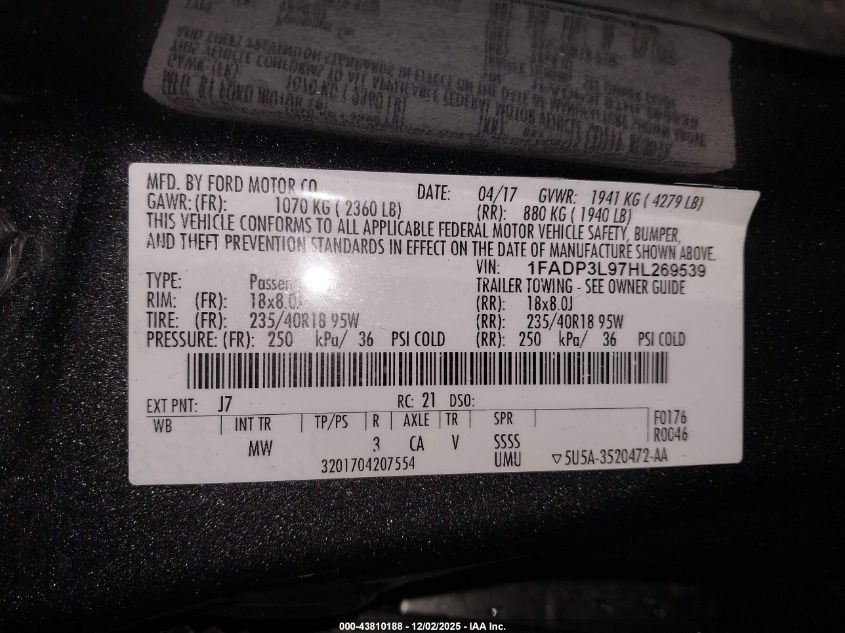 MFD. BY FORD MOTOR CO.
DATE: 04/17 GVWR: 1941 KG ( 4279 LB)
GAWR: (FR): 1070 KG ( 2360 LB) (RR): 880 KG ( 1940 LB)
THIS VEHICLE CONFORMS TO ALL APPLICABLE FEDERAL MOTOR VEHICLE SAFETY, BUMPER,
AND THEFT PREVENTION STANDARDS IN EFFECT ON THE DATE OF MANUFACTURE SHOWN ABOVE.
VIN: 1FADP3L97HL269539
TYPE: TRAILER TOWING - SEE OWNER GUIDE
RIM: (FR): 18x8.0J (RR): 18x8.0J
TIRE: (FR): 235/40R18 95W (RR): 235/40R18 95W
PRESSURE: (FR): 250 kPa/ 36 PSI COLD (RR): 250 kPa/ 36 PSI COLD
EXT PNT: J7 RC: 21 DSO:
WB INT TR TP/PS R AXLE TR SPR F0176
MW 3 CA V SSSS R0046
3201704207554 UMU ▽5U5A-3520472-AA
000-43810188 - 12/02/2025 - IAA Inc.